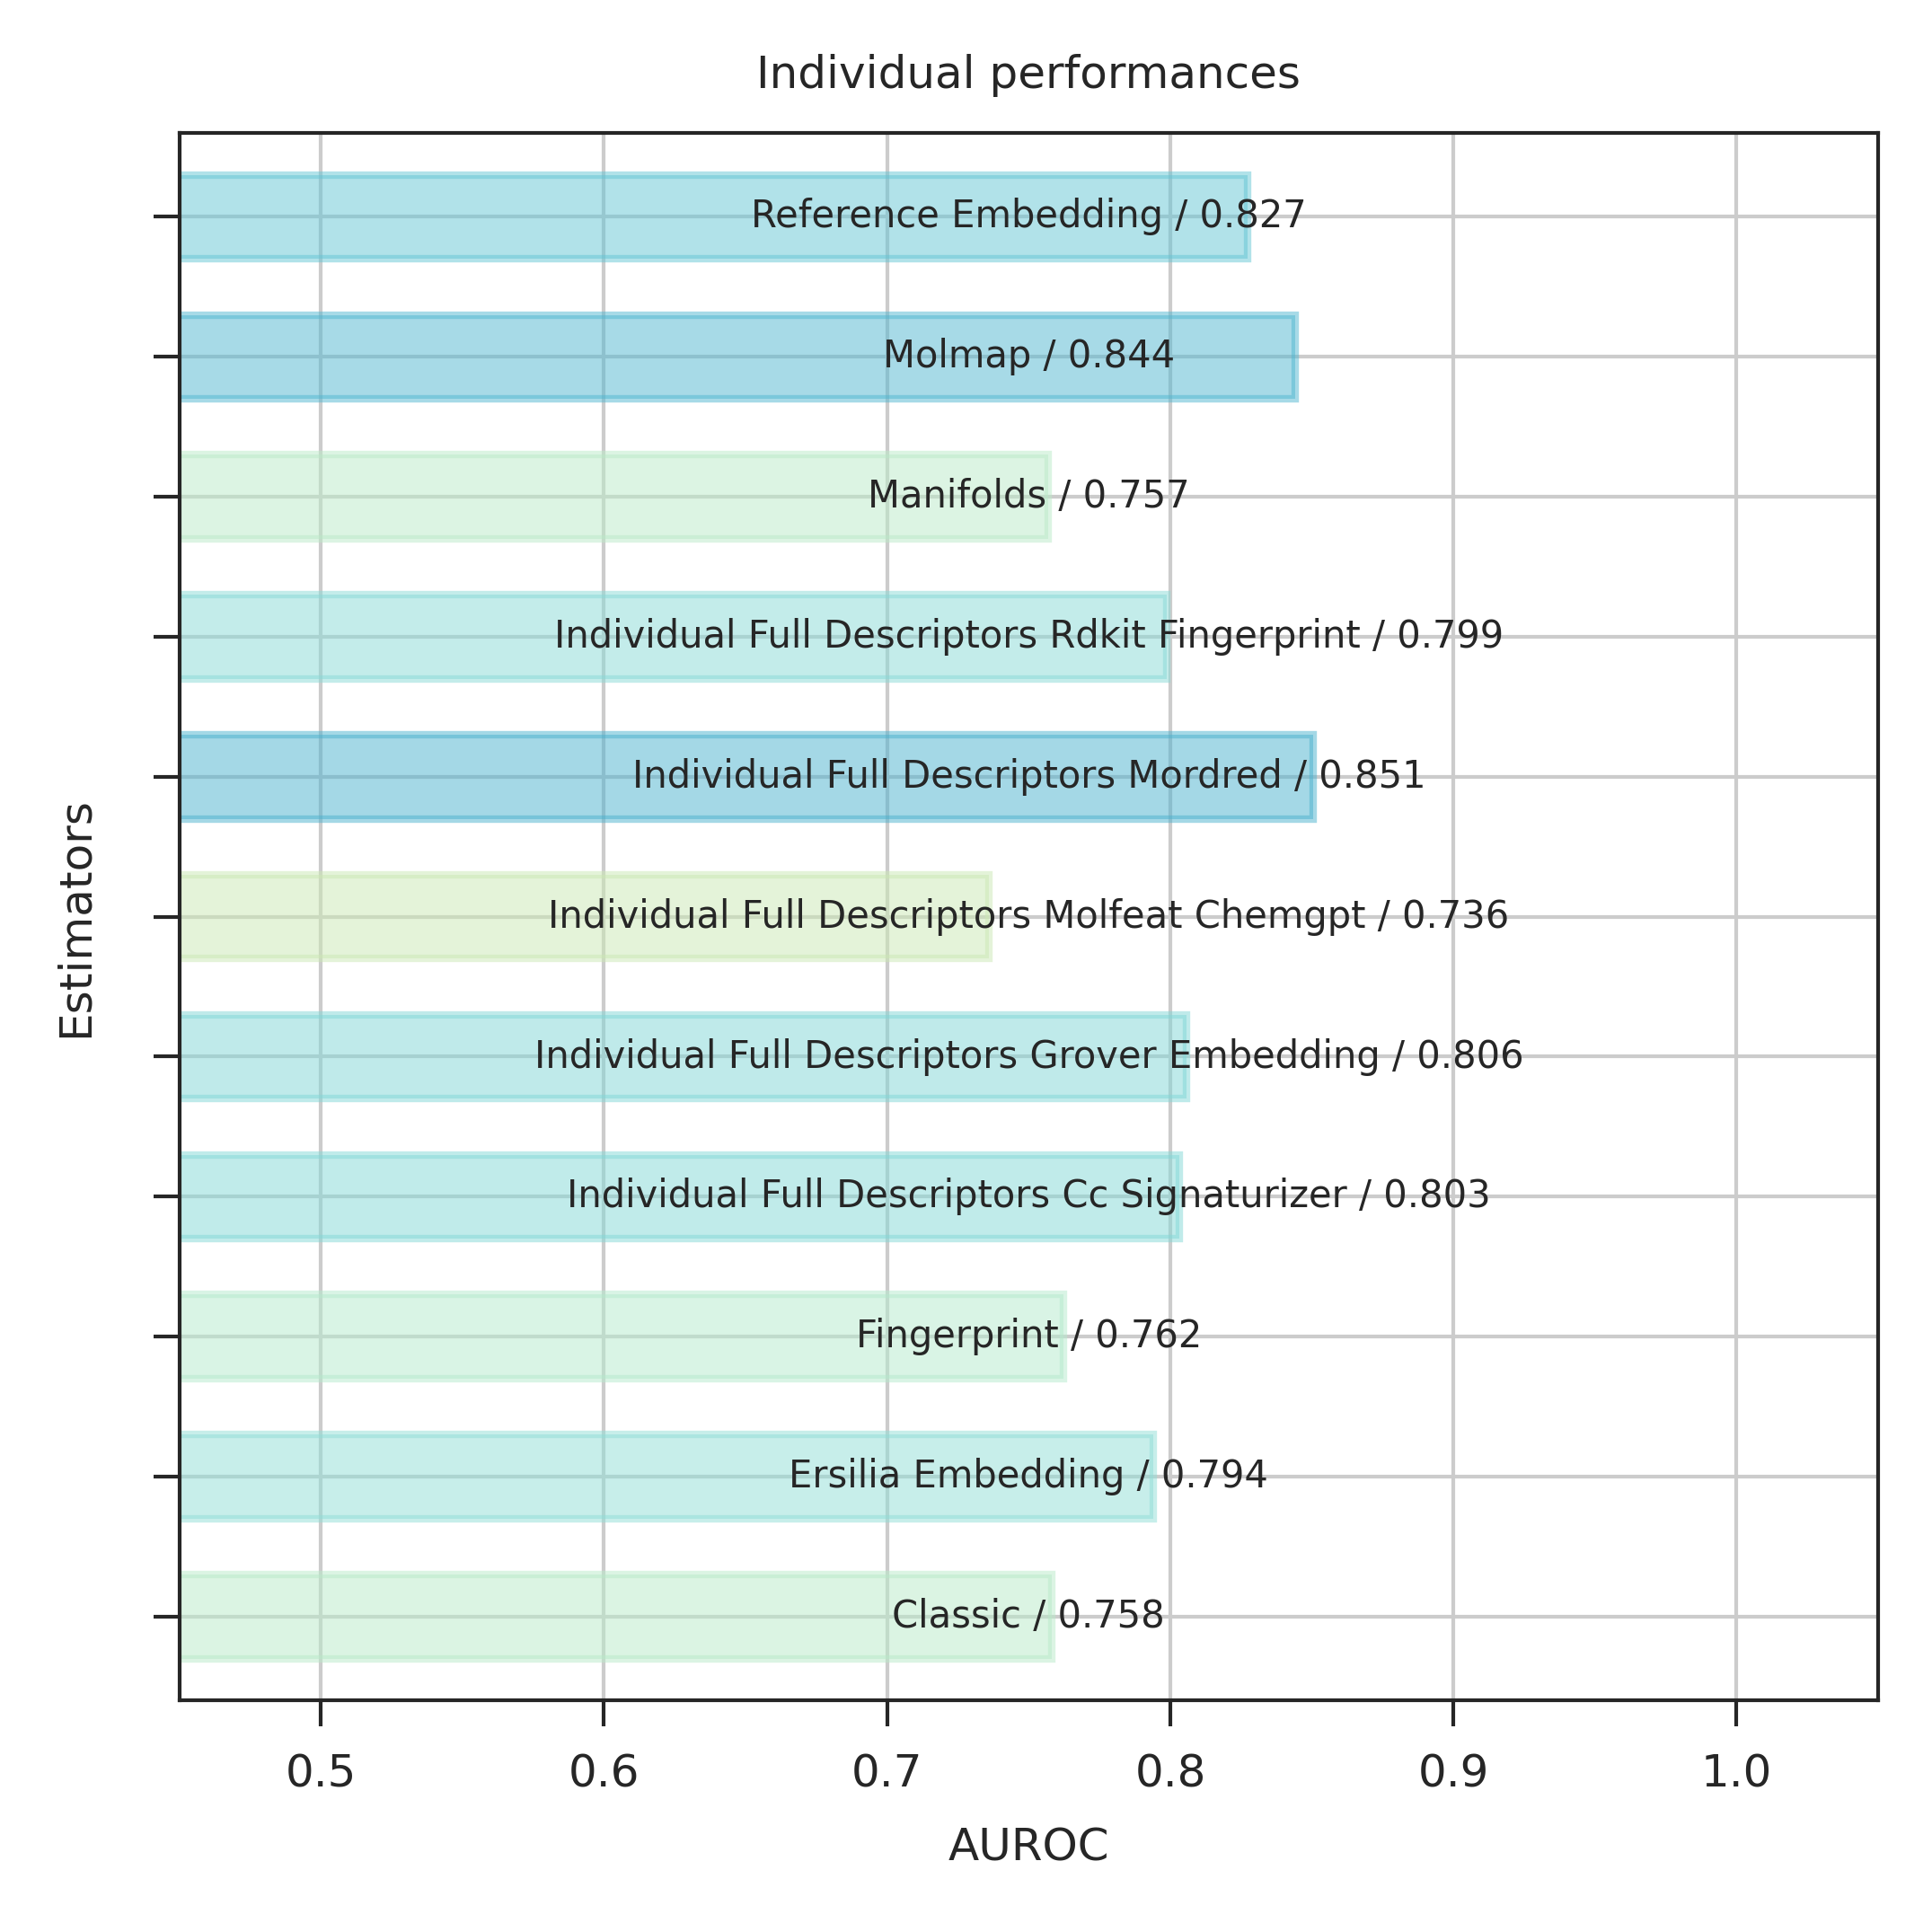 Individual performances
Reference Embedding / 0.827
Molmap / 0.844
Manifolds / 0.757
Individual Full Descriptors Rdkit Fingerprint / 0.799
Individual Full Descriptors Mordred / 0.851
Individual Full Descriptors Molfeat Chemgpt / 0.736
Individual Full Descriptors Grover Embedding / 0.806
Individual Full Descriptors Cc Signaturizer / 0.803
Fingerprint / 0.762
Ersilia Embedding / 0.794
Classic / 0.758
Estimators
0.5 0.6 0.7 0.8 0.9 1.0
AUROC